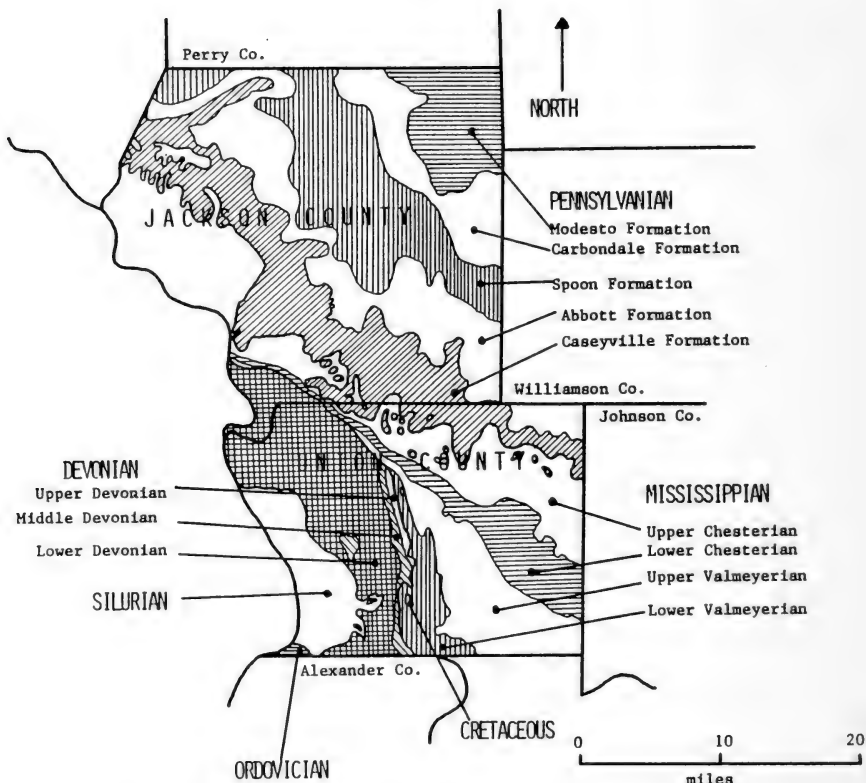 Perry Co.
NORTH
PENNSYLVANIAN
JACKSON COUNTY
Modesto Formation
Carbondale Formation
Spoon Formation
Abbott Formation
Caseyville Formation
Williamson Co.
Johnson Co.
UNION COUNTY
DEVONIAN
Upper Devonian
Middle Devonian
Lower Devonian
MISSISSIPPIAN
Upper Chesterian
Lower Chesterian
Upper Valmeyerian
Lower Valmeyerian
SILURIAN
Alexander Co.
CRETACEOUS
ORDOVICIAN
0 10 20
miles